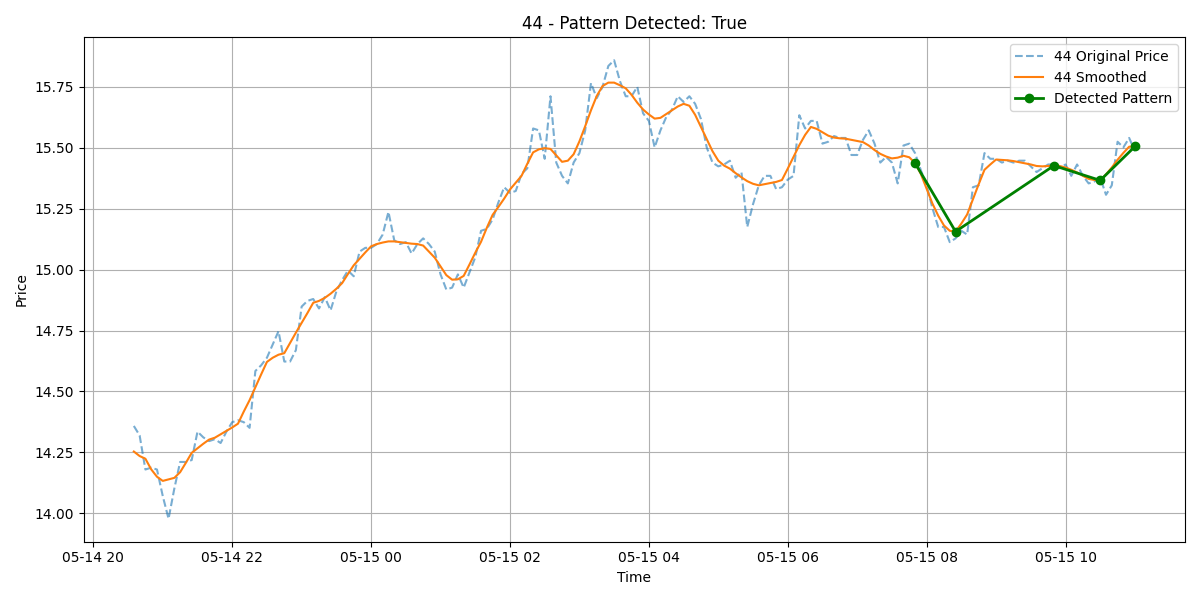 44 - Pattern Detected: True
44 Original Price
44 Smoothed
Detected Pattern
Price
15.75
15.50
15.25
15.00
14.75
14.50
14.25
14.00
05-14 20
05-14 22
05-15 00
05-15 02
05-15 04
05-15 06
05-15 08
05-15 10
Time